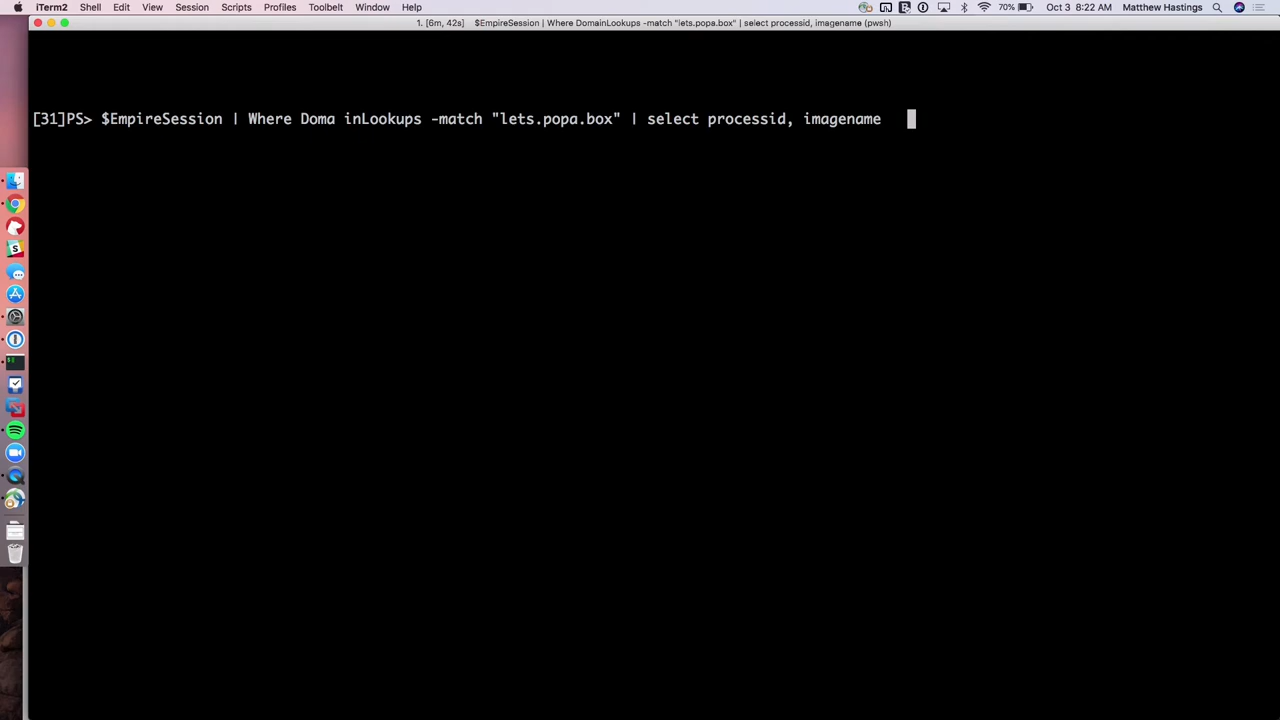 iTerm2 Shell Edit View Session Scripts Profiles Toolbelt Window Help 70% Oct 3 8:22 AM Matthew Hastings
1. [6m, 42s] $EmpireSession | Where DomainLookups -match "lets.popa.box" | select processid, imagename (pwsh)
[31]PS> $EmpireSession | Where Doma inLookups -match "lets.popa.box" | select processid, imagename